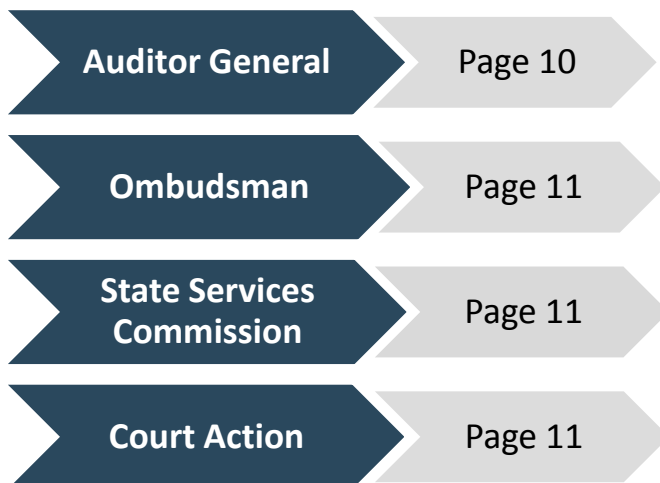 Auditor General
Page 10
Ombudsman
Page 11
State Services
Commission
Page 11
Court Action
Page 11